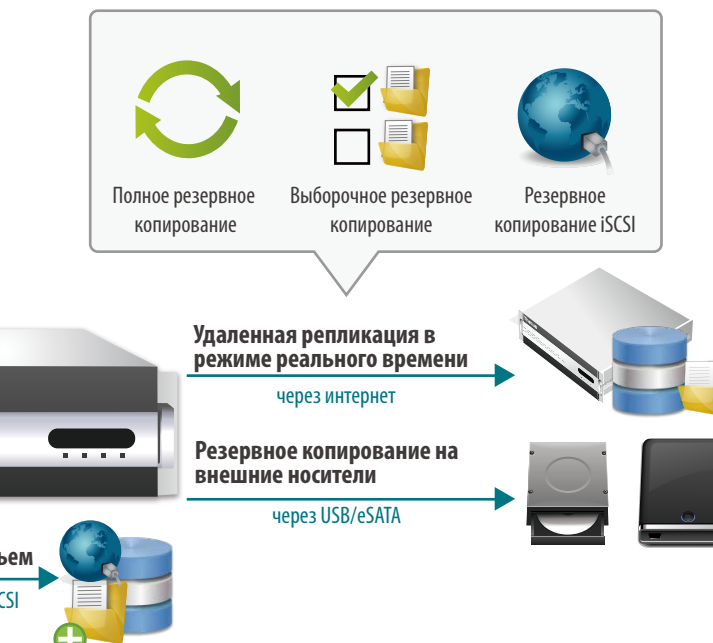 Полное резервное
копирование
Выборочное резервное
копирование
Резервное
копирование iSCSI
Удаленная репликация в
режиме реального времени
через интернет
Резервное копирование на
внешние носители
через USB/eSATA